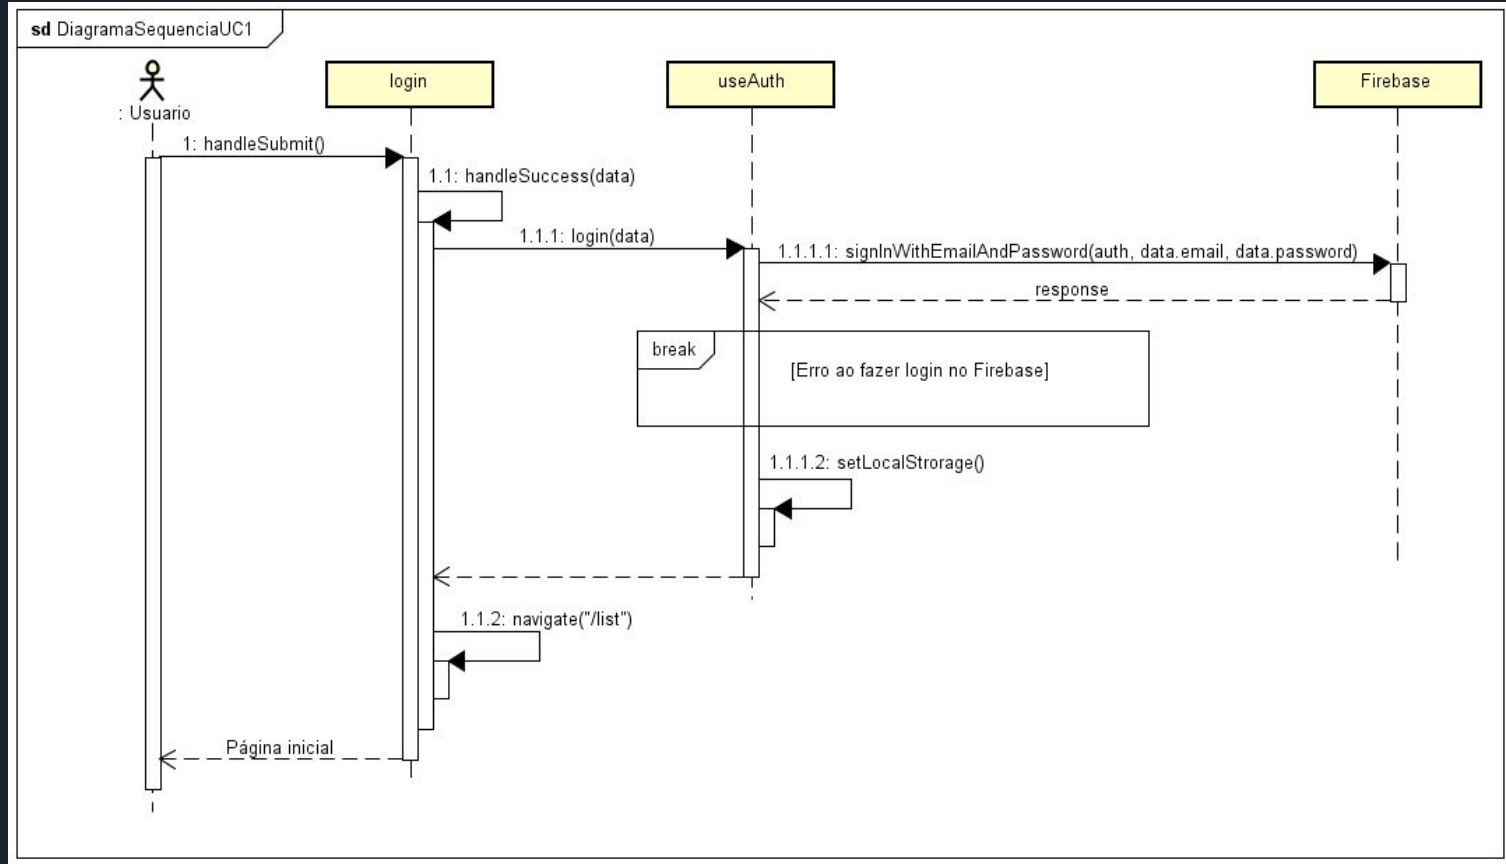 sd DiagramaSequenciaUC1
: Usuario
login
useAuth
Firebase
1: handleSubmit()
1.1: handleSuccess(data)
1.1.1: login(data)
1.1.1.1: signInWithEmailAndPassword(auth, data.email, data.password)
response
break
[Erro ao fazer login no Firebase]
1.1.1.2: setLocalStrorage()
1.1.2: navigate("/list")
Página inicial